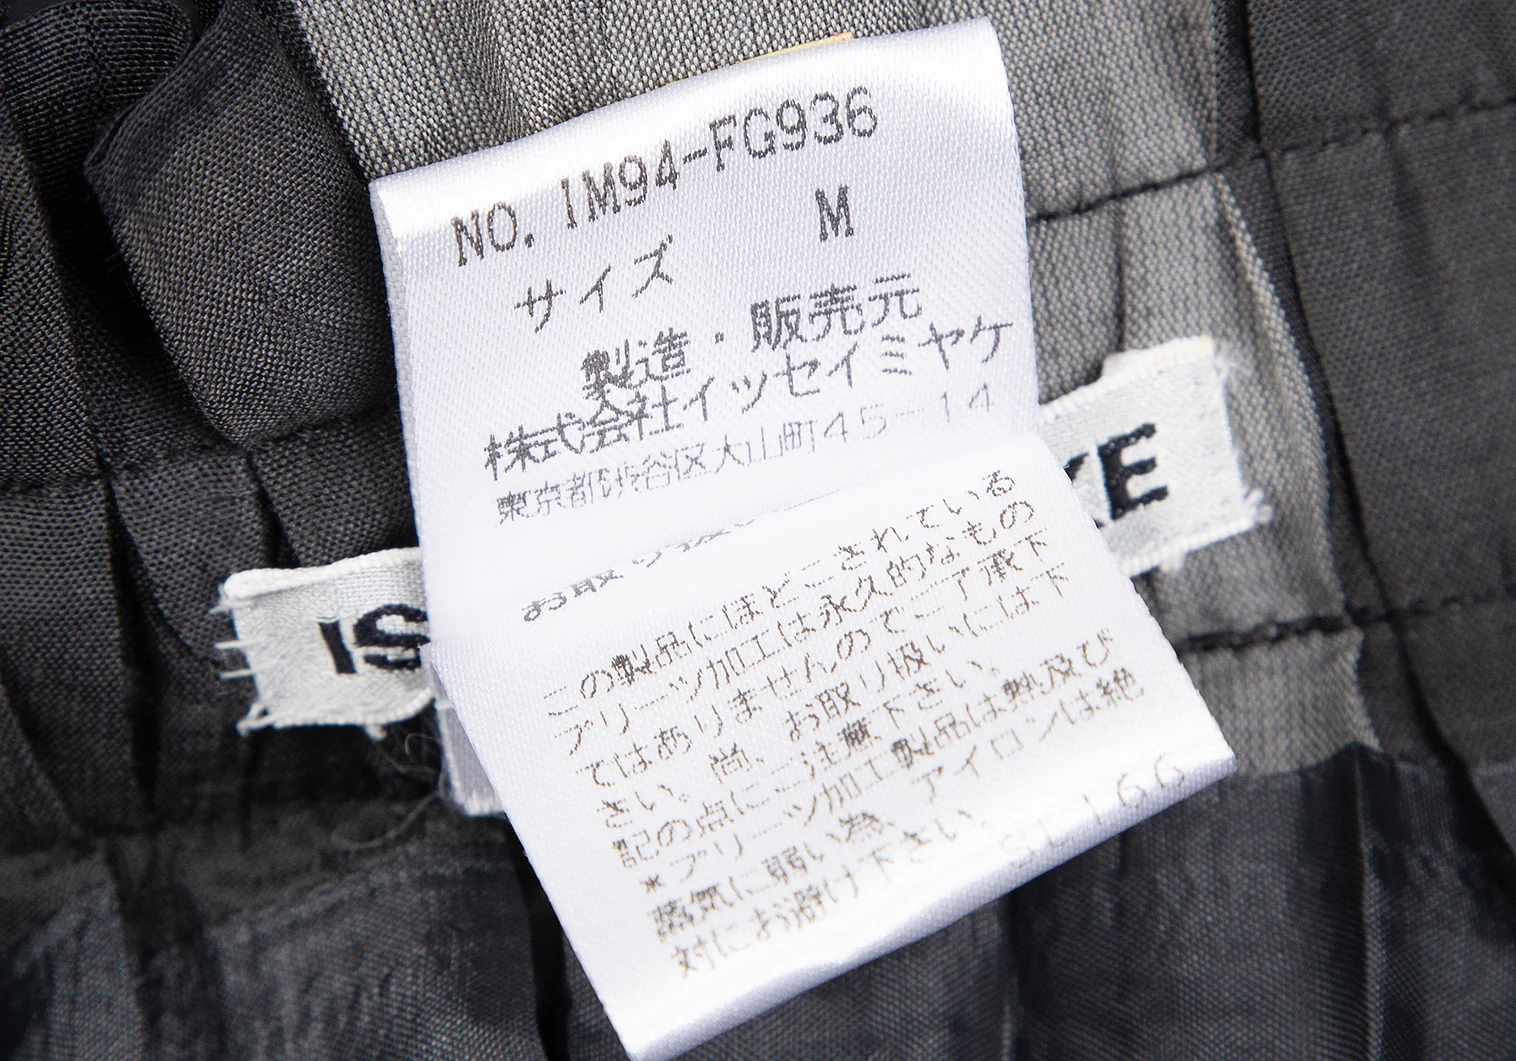 NO. IM94-FG936
サイズ M
製造・販売元
株式会社イッセイミヤケ
東京都渋谷区大山町45-14
お取り扱い
この製品にほどこされている
プリーツ加工は永久的なもの
ではありませんのでご了承下
さい。尚、お取り扱いには下
記の点にご注意下さい。
*プリーツ加工製品は熱及び
蒸気に弱い為、アイロンは絶
対にお避け下さい。
SL 166
IS
KE